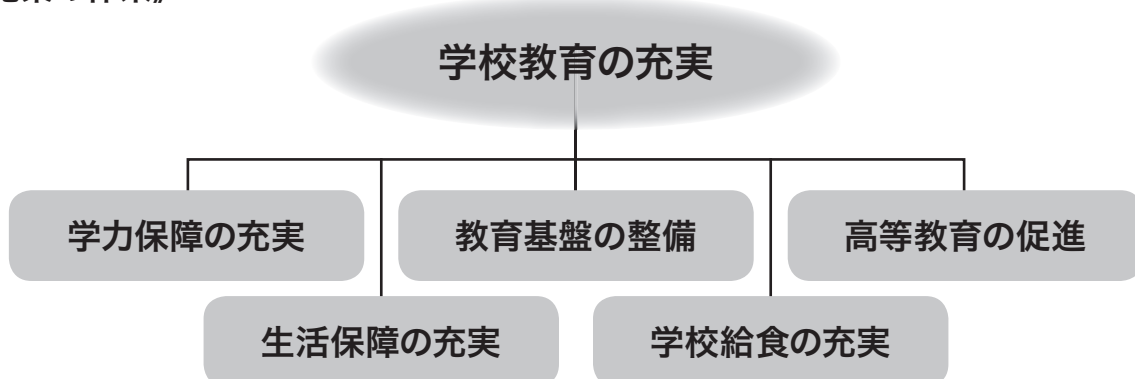 学校教育の充実
学力保障の充実
教育基盤の整備
高等教育の促進
生活保障の充実
学校給食の充実